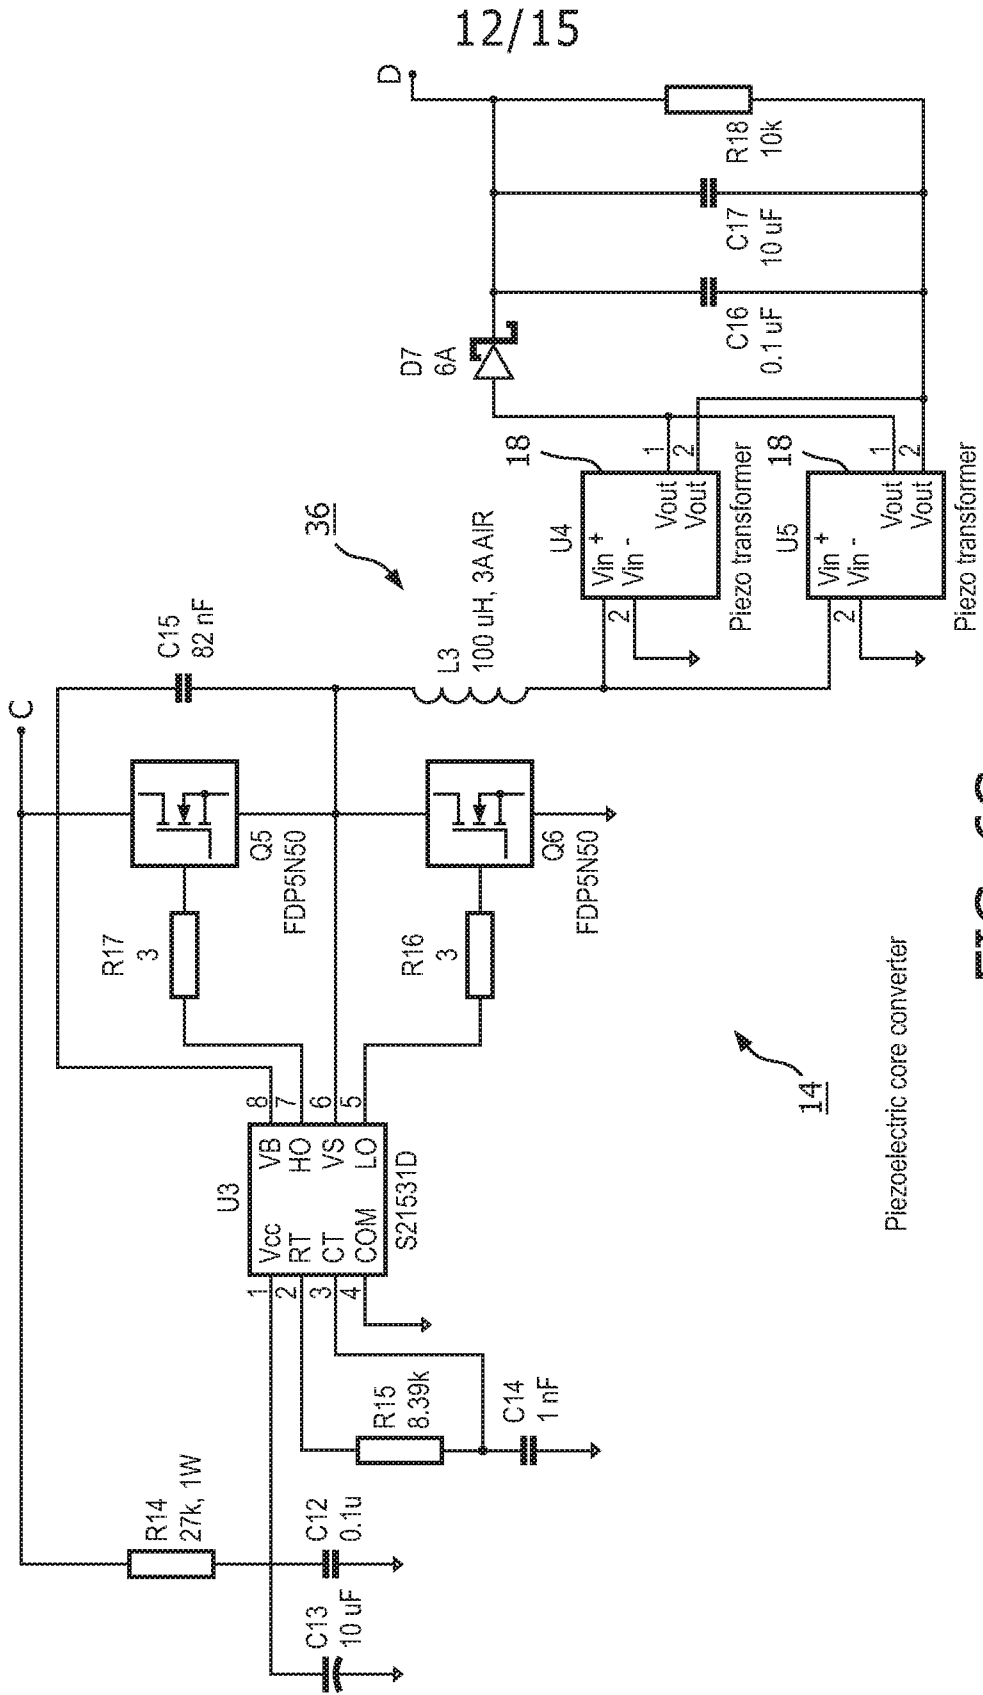 12/15
C
D
R14
27k, 1W
C13
10 uF
C12
0.1u
R15
8.39k
C14
1 nF
U3
1
2
3
4
Vcc
RT
CT
COM
VB
HO
VS
LO
8
7
6
5
S21531D
R17
3
R16
3
Q5
FDP5N50
Q6
FDP5N50
C15
82 nF
L3
100 uH, 3A AIR
36
14
U4
18
Vin +
Vin -
2
Vout
Vout
1
2
Piezo transformer
U5
18
Vin +
Vin -
2
Vout
Vout
1
2
Piezo transformer
D7
6A
C16
0.1 uF
C17
10 uF
R18
10k
Piezoelectric core converter